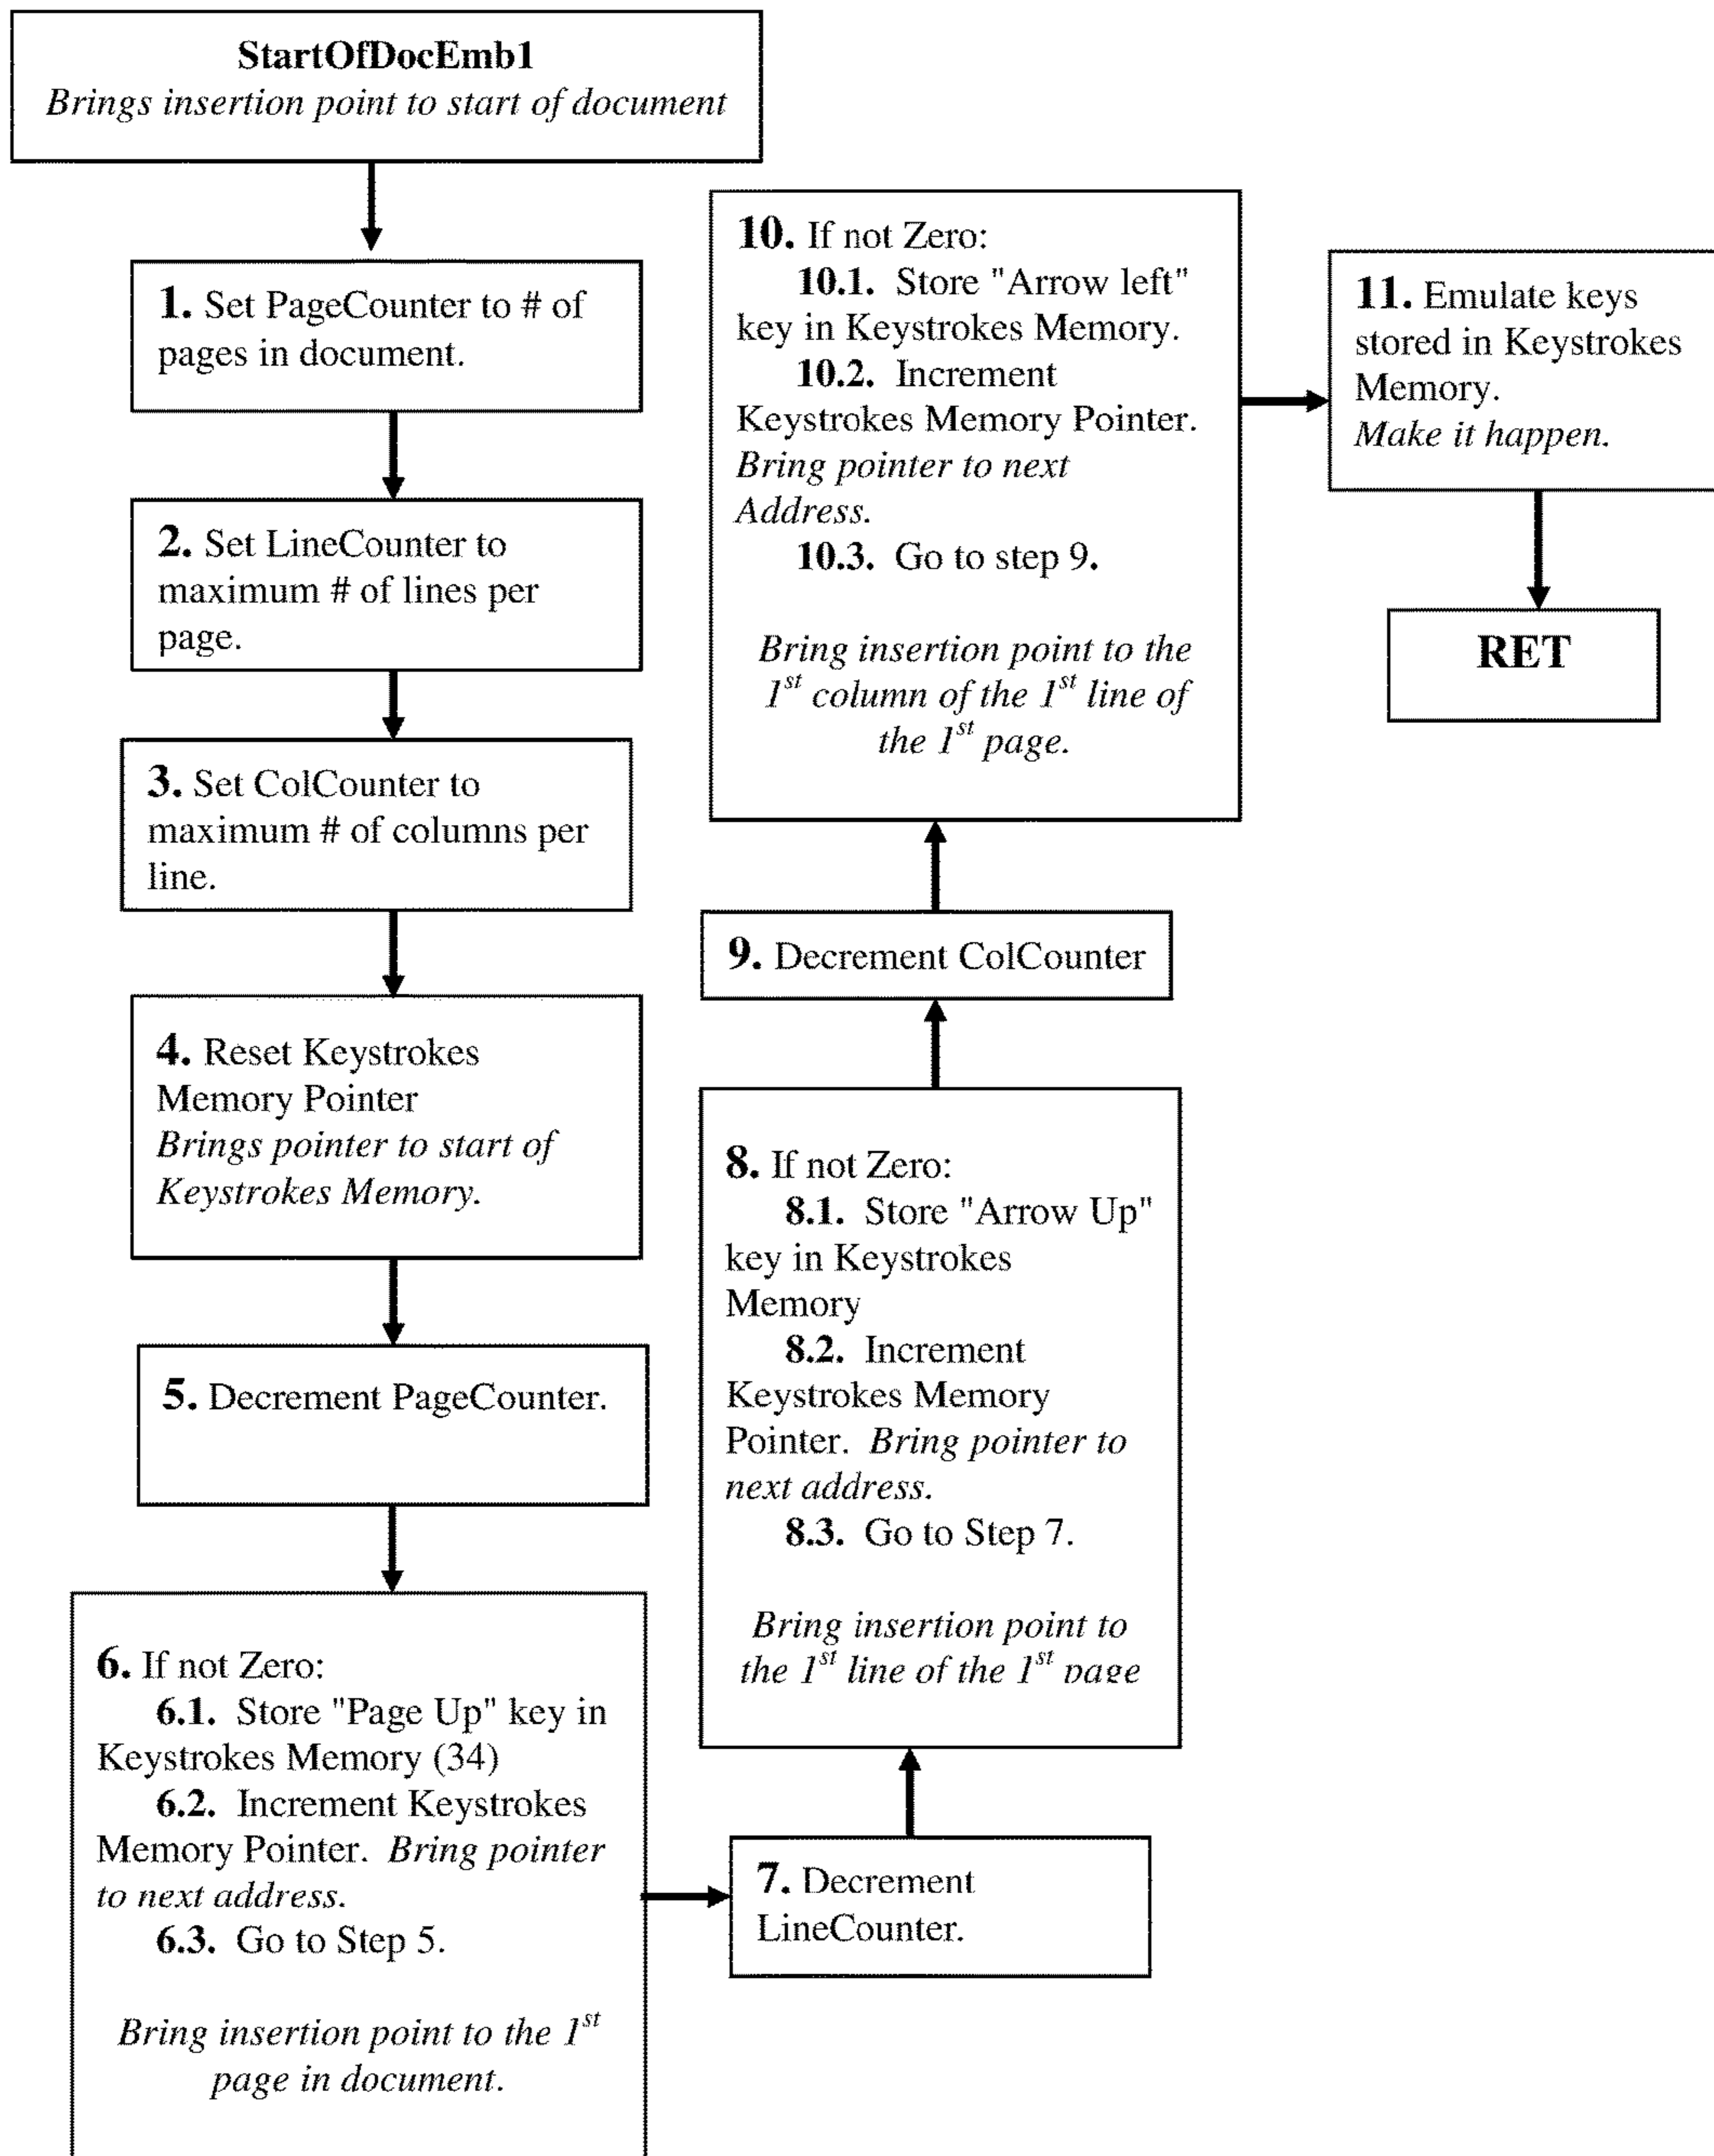 StartOfDocEmb1
Brings insertion point to start of document
1. Set PageCounter to # of
pages in document.
2. Set LineCounter to
maximum # of lines per
page.
3. Set ColCounter to
maximum # of columns per
line.
4. Reset Keystrokes
Memory Pointer
Brings pointer to start of
Keystrokes Memory.
5. Decrement PageCounter.
6. If not Zero:
6.1. Store "Page Up" key in
Keystrokes Memory (34)
6.2. Increment Keystrokes
Memory Pointer. Bring pointer
to next address.
6.3. Go to Step 5.
Bring insertion point to the 1st
page in document.
7. Decrement
LineCounter.
8. If not Zero:
8.1. Store "Arrow Up"
key in Keystrokes
Memory
8.2. Increment
Keystrokes Memory
Pointer. Bring pointer to
next address.
8.3. Go to Step 7.
Bring insertion point to
the 1st line of the 1st page
9. Decrement ColCounter
10. If not Zero:
10.1. Store "Arrow left"
key in Keystrokes Memory.
10.2. Increment
Keystrokes Memory Pointer.
Bring pointer to next
Address.
10.3. Go to step 9.
Bring insertion point to the
1st column of the 1st line of
the 1st page.
11. Emulate keys
stored in Keystrokes
Memory.
Make it happen.
RET